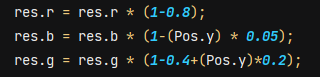 res.r = res.r * (1-0.8);
res.b = res.b * (1-(Pos.y) * 0.05);
res.g = res.g * (1-0.4+(Pos.y)*0.2);